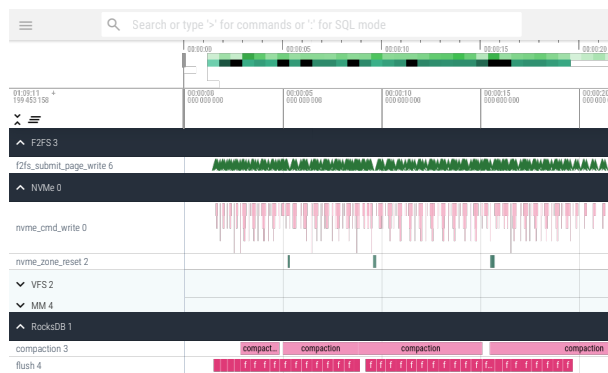 Search or type '>' for commands or ':' for SQL mode
00:00:00 00:00:05 00:00:10 00:00:15 00:00:20
01:09:11 +
199 453 158
00:00:00 00:00:05 00:00:10 00:00:15 00:00:20
000 000 000 000 000 000 000 000 000 000 000 000 000 000
F2FS 3
f2fs_submit_page_write 6
NVMe 0
nvme_cmd_write 0
nvme_zone_reset 2
VFS 2
MM 4
RocksDB 1
compaction 3 compact... compaction compaction compaction
flush 4 f f f f f f f f f f f f f f f f f f f f f f... f f f f f f f